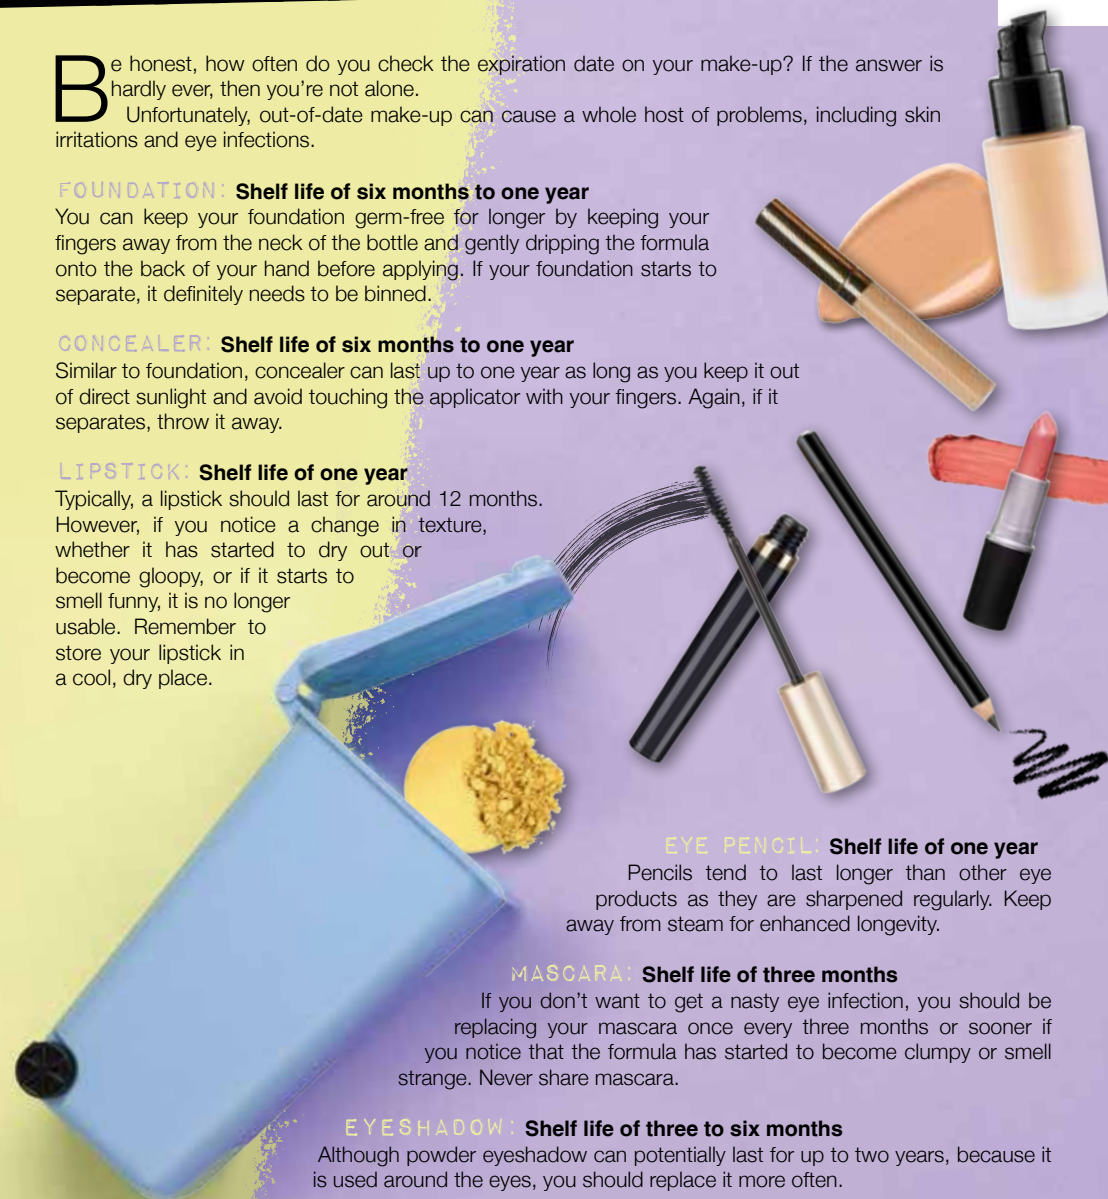 Be honest, how often do you check the expiration date on your make-up? If the answer is
hardly ever, then you’re not alone.
Unfortunately, out-of-date make-up can cause a whole host of problems, including skin
irritations and eye infections.
FOUNDATION: Shelf life of six months to one year
You can keep your foundation germ-free for longer by keeping your
fingers away from the neck of the bottle and gently dripping the formula
onto the back of your hand before applying. If your foundation starts to
separate, it definitely needs to be binned.
CONCEALER: Shelf life of six months to one year
Similar to foundation, concealer can last up to one year as long as you keep it out
of direct sunlight and avoid touching the applicator with your fingers. Again, if it
separates, throw it away.
LIPSTICK: Shelf life of one year
Typically, a lipstick should last for around 12 months.
However, if you notice a change in texture,
whether it has started to dry out or
become gloopy, or if it starts to
smell funny, it is no longer
usable. Remember to
store your lipstick in
a cool, dry place.
EYE PENCIL: Shelf life of one year
Pencils tend to last longer than other eye
products as they are sharpened regularly. Keep
away from steam for enhanced longevity.
MASCARA: Shelf life of three months
If you don’t want to get a nasty eye infection, you should be
replacing your mascara once every three months or sooner if
you notice that the formula has started to become clumpy or smell
strange. Never share mascara.
EYESHADOW: Shelf life of three to six months
Although powder eyeshadow can potentially last for up to two years, because it
is used around the eyes, you should replace it more often.